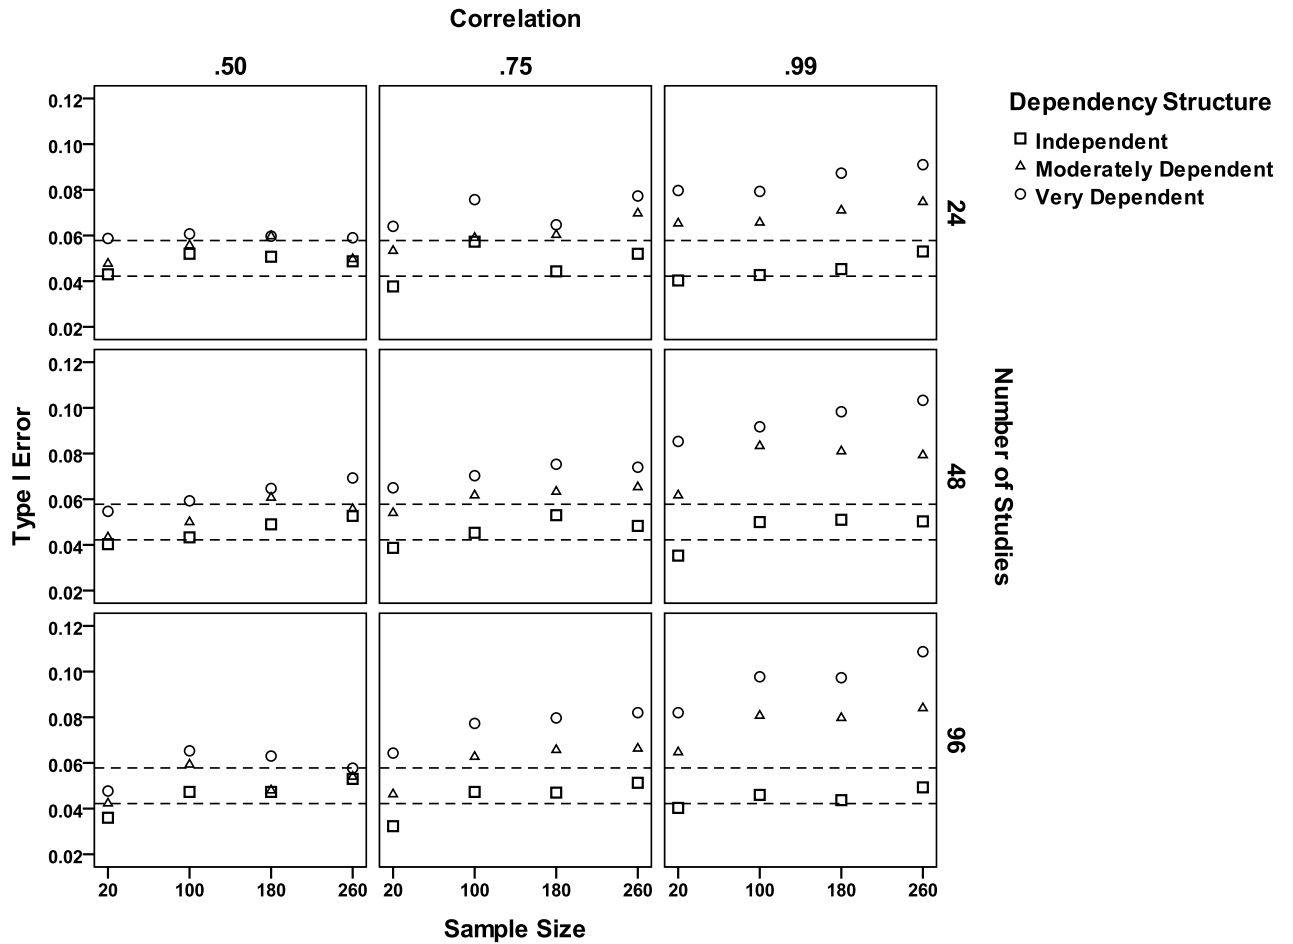 Correlation
.50 .75 .99
Dependency Structure
Independent
Moderately Dependent
Very Dependent
Type I Error
0.12
0.10
0.08
0.06
0.04
0.02
24
0.12
0.10
0.08
0.06
0.04
0.02
48
Number of Studies
0.12
0.10
0.08
0.06
0.04
0.02
96
20 100 180 260 20 100 180 260 20 100 180 260
Sample Size